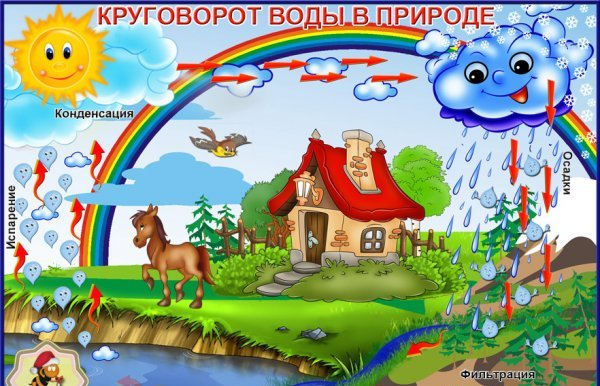 КРУГОВОРОТ ВОДЫ В ПРИРОДЕ
Конденсация
Испарение
Осадки
Фильтрация